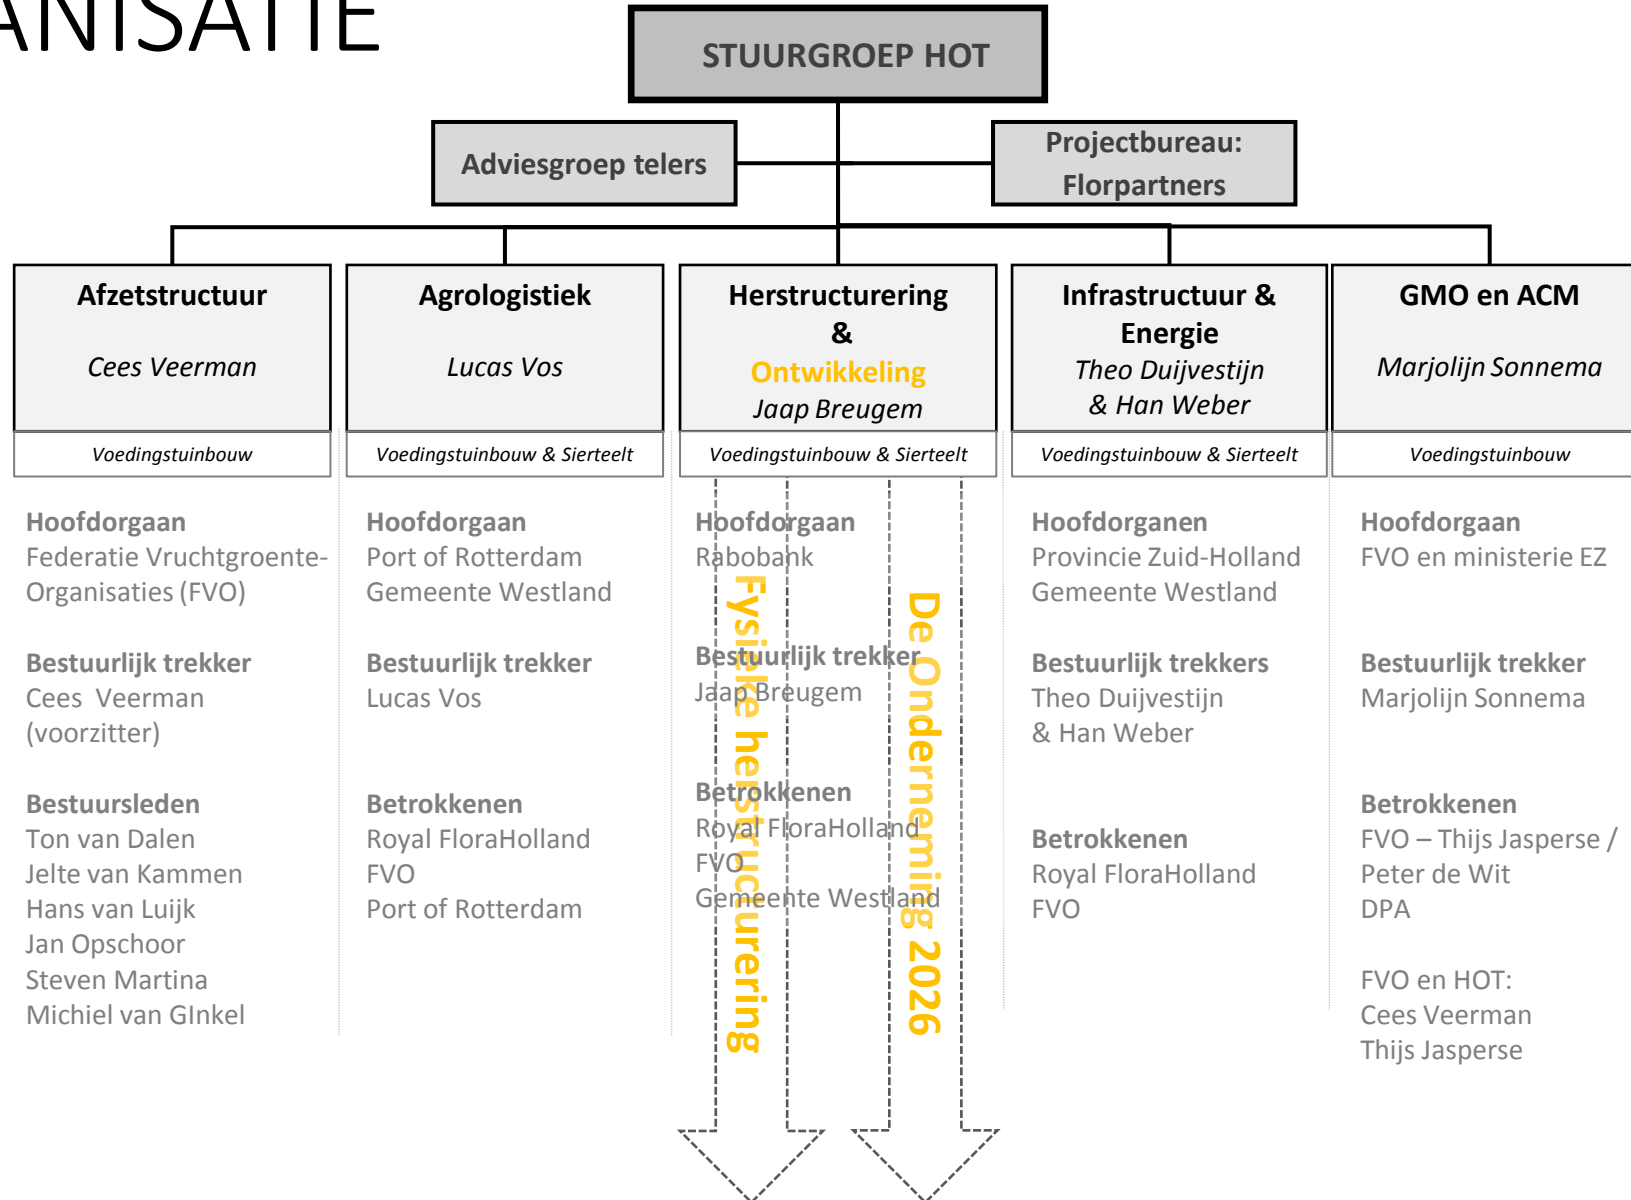 ANISATIE
STUURGROEP HOT
Adviesgroep telers
Projectbureau:
Florpartners
Afzetstructuur
Cees Veerman
Voedingstuinbouw
Agrologistiek
Lucas Vos
Voedingstuinbouw & Sierteelt
Herstructurering
&
Ontwikkeling
Jaap Breugem
Voedingstuinbouw & Sierteelt
Infrastructuur &
Energie
Theo Duijvestijn
& Han Weber
Voedingstuinbouw & Sierteelt
GMO en ACM
Marjolijn Sonnema
Voedingstuinbouw
Hoofdorgaan
Federatie Vruchtgroente-
Organisaties (FVO)
Bestuurlijk trekker
Cees Veerman
(voorzitter)
Bestuursleden
Ton van Dalen
Jelte van Kammen
Hans van Luijk
Jan Opschoor
Steven Martina
Michiel van GInkel
Hoofdorgaan
Port of Rotterdam
Gemeente Westland
Bestuurlijk trekker
Lucas Vos
Betrokkenen
Royal FloraHolland
FVO
Port of Rotterdam
Hoofdorgaan
Rabobank
Bestuurlijk trekker
Jaap Breugem
Betrokkenen
Royal FloraHolland
FVO
Gemeente Westland
Fysieke herstructurering
De Onderneming 2026
Hoofdorganen
Provincie Zuid-Holland
Gemeente Westland
Bestuurlijk trekkers
Theo Duijvestijn
& Han Weber
Betrokkenen
Royal FloraHolland
FVO
Hoofdorgaan
FVO en ministerie EZ
Bestuurlijk trekker
Marjolijn Sonnema
Betrokkenen
FVO – Thijs Jasperse /
Peter de Wit
DPA
FVO en HOT:
Cees Veerman
Thijs Jasperse